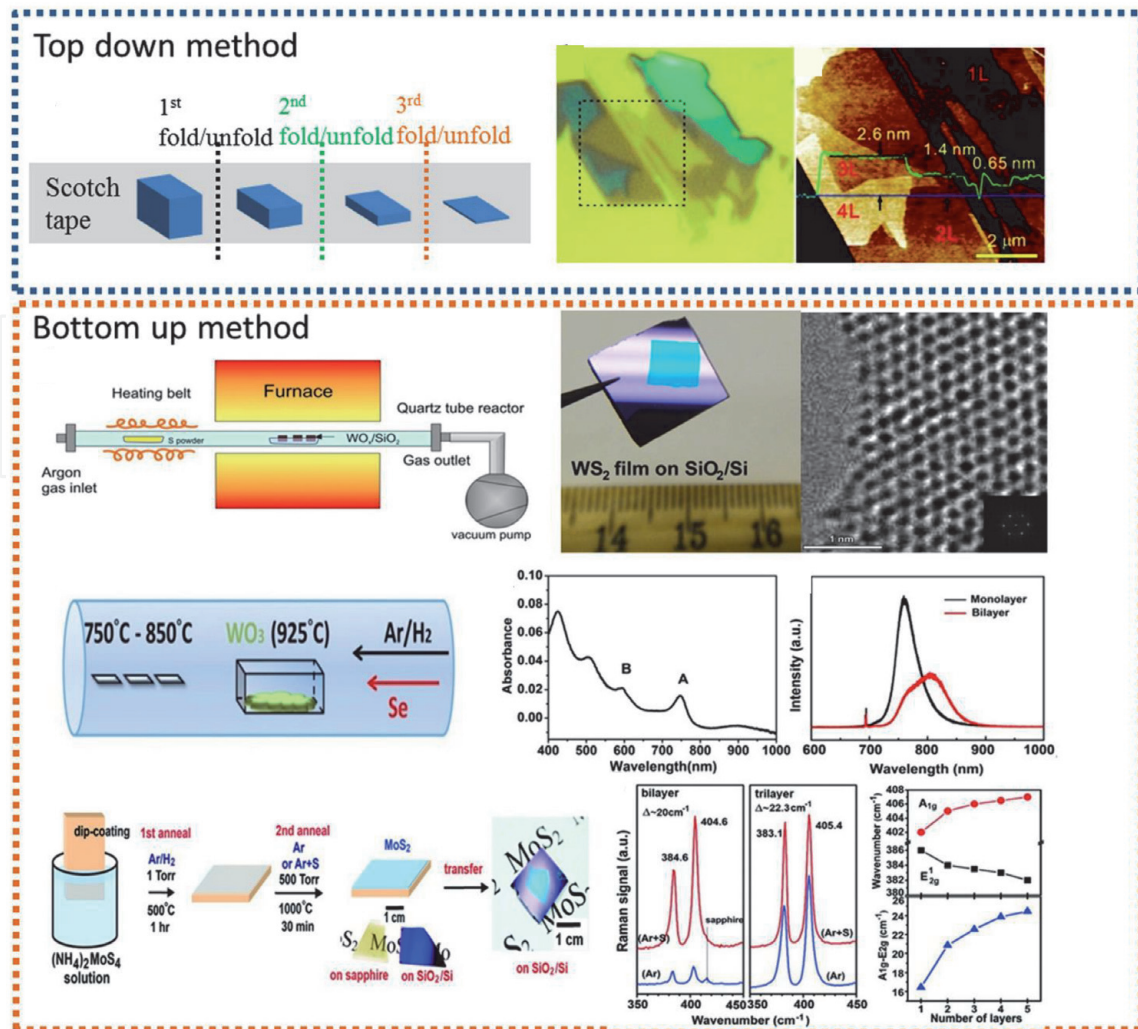 Top down method
1st
fold/unfold
2nd
fold/unfold
3rd
fold/unfold
Scotch
tape
1L
2.6 nm
1.4 nm
0.65 nm
4L
2L
2 μm
Bottom up method
Heating belt
Furnace
Quartz tube reactor
S powder
WOx/SiO2
Argon
gas inlet
Gas outlet
vacuum pump
WS2 film on SiO2/Si
14 15 16
1 nm
750°C - 850°C
WO3 (925°C)
Ar/H2
Se
Absorbance
0.10
0.08
0.06
0.04
0.02
0.00
B
A
400 500 600 700 800 900 1000
Wavelength(nm)
Intensity (a.u.)
Monolayer
Bilayer
600 700 800 900 1000
Wavelength (nm)
dip-coating
(NH4)2MoS4
solution
1st anneal
Ar/H2
1 Torr
500°C
1 hr
2nd anneal
Ar
or Ar+S
500 Torr
1000°C
30 min
MoS2
1 cm
S2 MoS
on sapphire
on SiO2/Si
transfer
MoS2
MoS2
1 cm
on SiO2/Si
Raman signal (a.u.)
bilayer
Δ~20cm-1
404.6
384.6
sapphire
(Ar+S)
(Ar)
350 400 450
trilayer
Δ~22.3cm-1
405.4
383.1
(Ar+S)
(Ar)
350 400 450
Wavenumber (cm-1)
Wavenumber (cm-1)
408
406
404
402
386
384
382
A1g
E12g
A1g-E2g (cm-1)
26
24
22
20
18
16
1 2 3 4 5
Number of layers